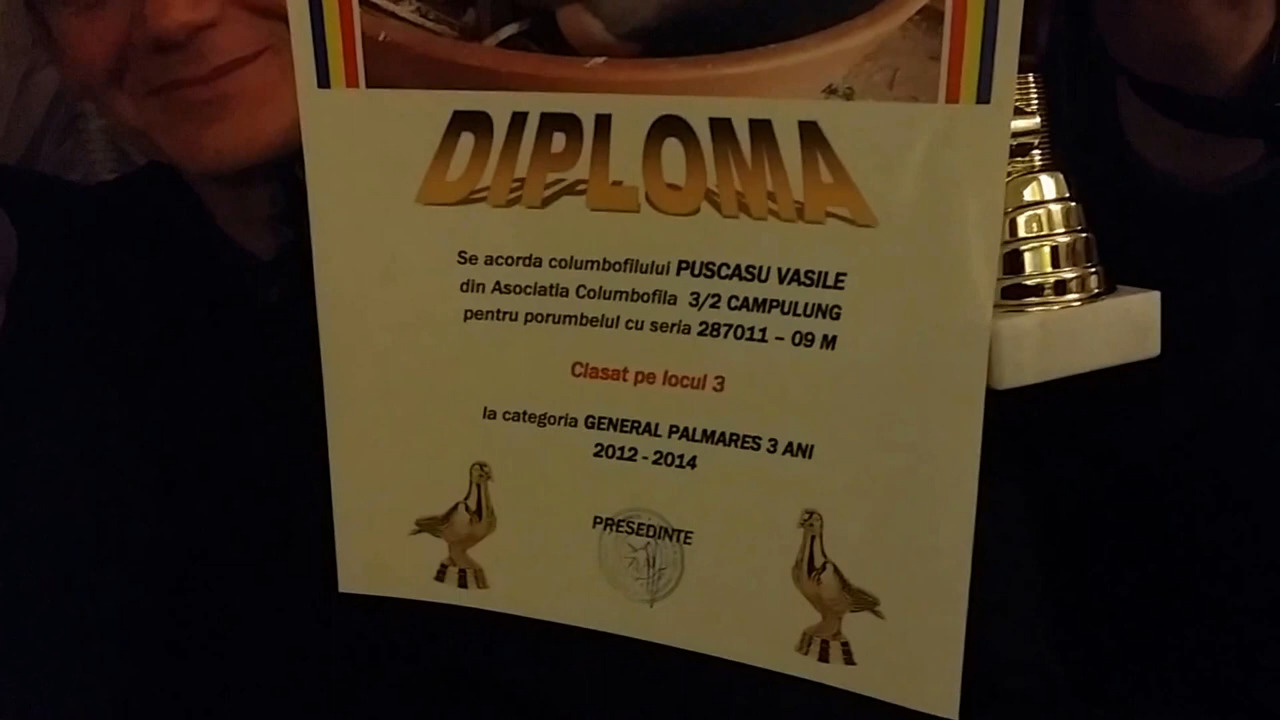 DIPLOMA
Se acorda columbofilului PUSCASU VASILE
din Asociatia Columbofila 3/2 CAMPULUNG
pentru porumbelul cu seria 287011 - 09 M
Clasat pe locul 3
la categoria GENERAL PALMARES 3 ANI
2012 - 2014
PRESEDINTE